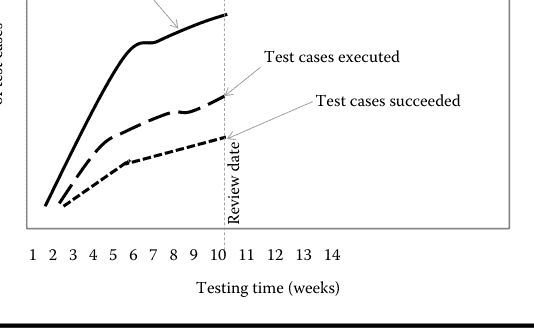 of test cases
Test cases executed
Test cases succeeded
Review date
1 2 3 4 5 6 7 8 9 10 11 12 13 14
Testing time (weeks)